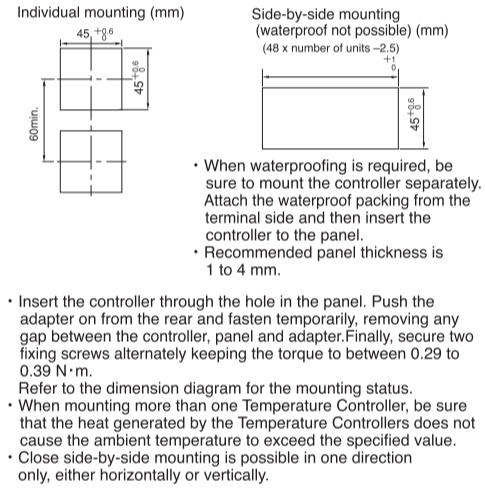 Individual mounting (mm)
45 +0.6 0
45 +0.6 0
60min.
Side-by-side mounting
(waterproof not possible) (mm)
(48 x number of units –2.5)
+1
0
45 +0.6 0
・When waterproofing is required, be
sure to mount the controller separately.
Attach the waterproof packing from the
terminal side and then insert the
controller to the panel.
・Recommended panel thickness is
1 to 4 mm.
・Insert the controller through the hole in the panel. Push the
adapter on from the rear and fasten temporarily, removing any
gap between the controller, panel and adapter.Finally, secure two
fixing screws alternately keeping the torque to between 0.29 to
0.39 N・m.
Refer to the dimension diagram for the mounting status.
・When mounting more than one Temperature Controller, be sure
that the heat generated by the Temperature Controllers does not
cause the ambient temperature to exceed the specified value.
・Close side-by-side mounting is possible in one direction
only, either horizontally or vertically.